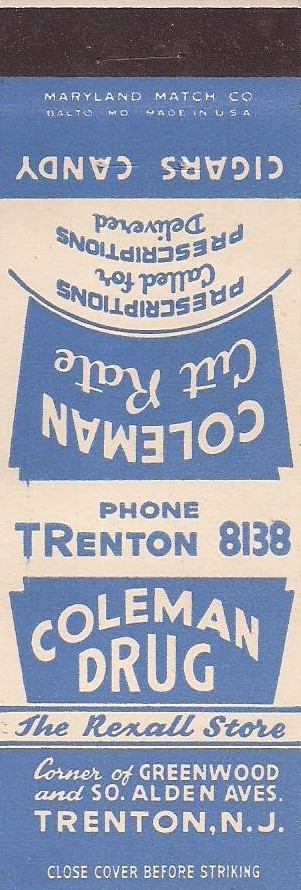 MARYLAND MATCH CO
BALTO MD MADE IN U S A
CIGARS CANDY
PRESCRIPTIONS
Called for
PRESCRIPTIONS
Delivered
COLEMAN
Cut Rate
PHONE
TRENTON 8138
COLEMAN
DRUG
The Rexall Store
Corner of GREENWOOD
and SO. ALDEN AVES.
TRENTON, N.J.
CLOSE COVER BEFORE STRIKING